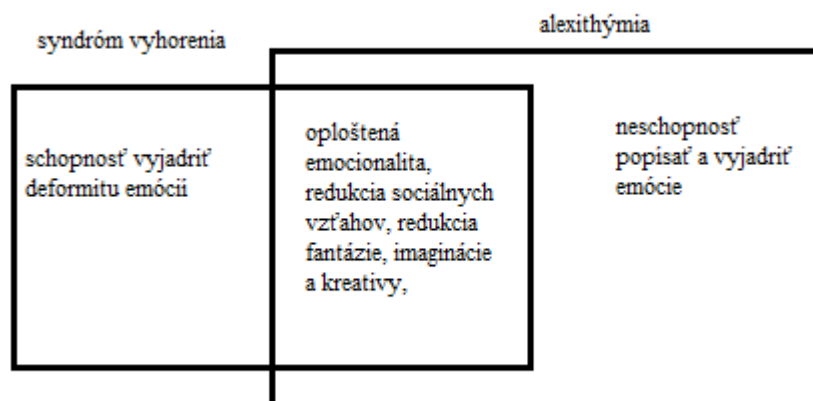 syndróm vyhorenia
alexithýmia
schopnosť vyjadriť
deformitu emócií
oploštená
emocionalita,
redukcia sociálnych
vzťahov, redukcia
fantázie, imaginácie
a kreativy,
neschopnosť
popísať a vyjadriť
emócie